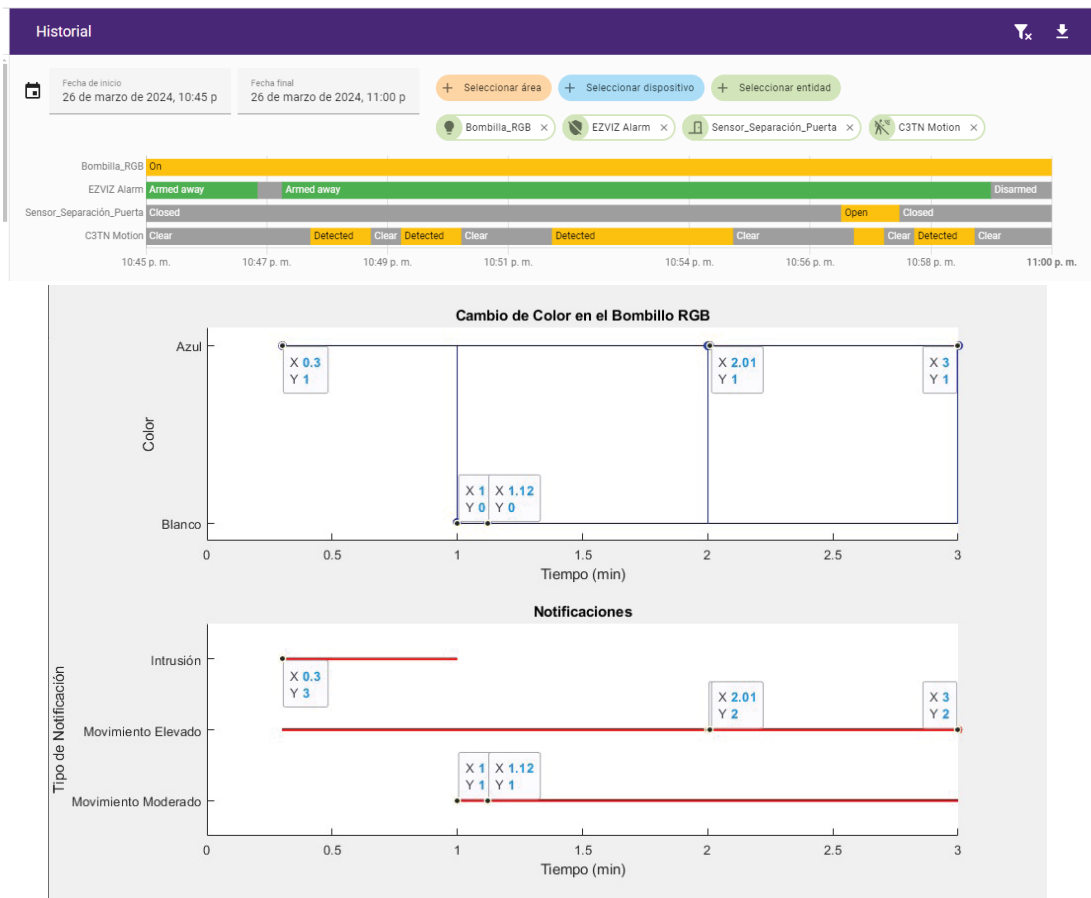 Historial
Fecha de inicio
26 de marzo de 2024, 10:45 p
Fecha final
26 de marzo de 2024, 11:00 p
+ Seleccionar área
+ Seleccionar dispositivo
+ Seleccionar entidad
Bombilla_RGB ×
EZVIZ Alarm ×
Sensor_Separación_Puerta ×
C3TN Motion ×
Bombilla_RGB On
EZVIZ Alarm Armed away Armed away Disarmed
Sensor_Separación_Puerta Closed Open Closed
C3TN Motion Clear Detected Clear Detected Clear Detected Clear Clear Detected Clear
10:45 p. m. 10:47 p. m. 10:49 p. m. 10:51 p. m. 10:54 p. m. 10:56 p. m. 10:58 p. m. 11:00 p. m.
Cambio de Color en el Bombillo RGB
Azul
X 0.3
Y 1
X 2.01
Y 1
X 3
Y 1
Color
X 1
Y 0
X 1.12
Y 0
Blanco
0 0.5 1 1.5 2 2.5 3
Tiempo (min)
Notificaciones
Tipo de Notificación
Intrusión
X 0.3
Y 3
X 2.01
Y 2
X 3
Y 2
Movimiento Elevado
X 1
Y 1
X 1.12
Y 1
Movimiento Moderado
0 0.5 1 1.5 2 2.5 3
Tiempo (min)